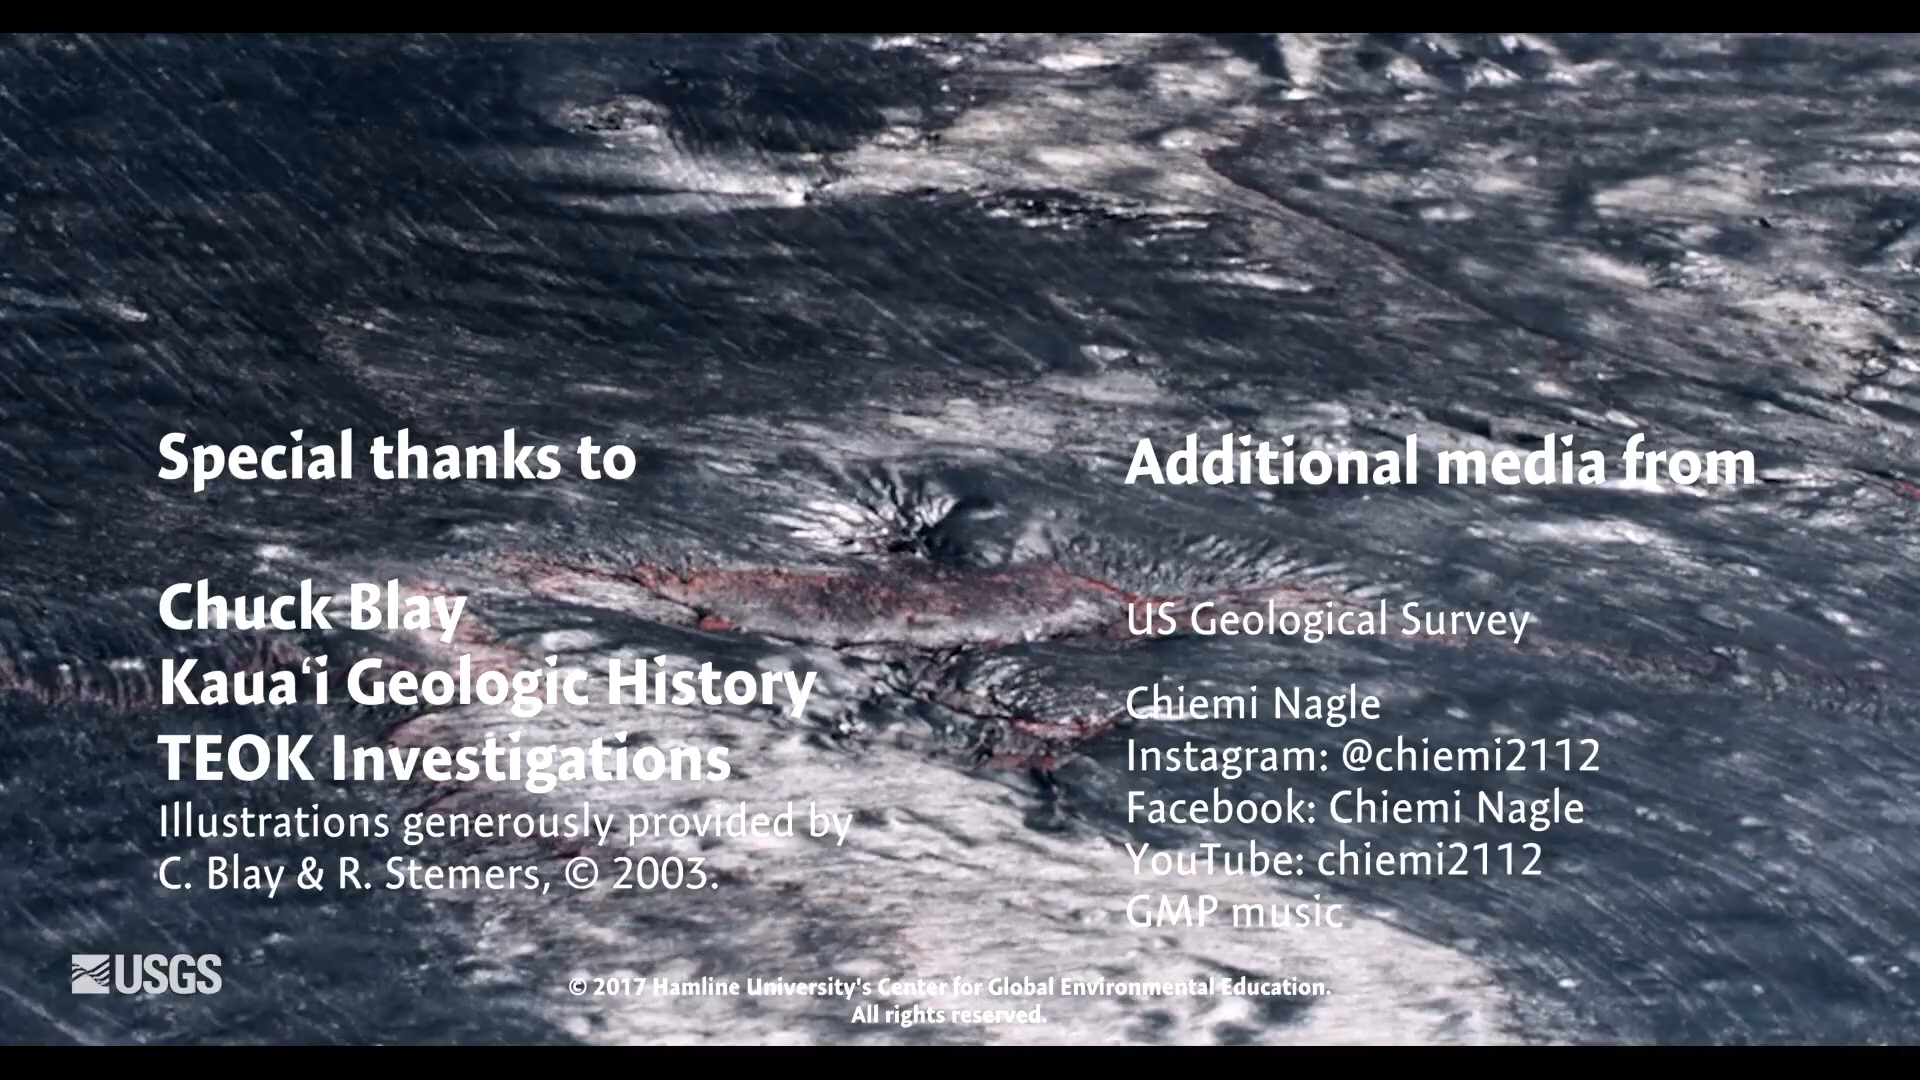 Special thanks to
Chuck Blay
Kauaʻi Geologic History
TEOK Investigations
Illustrations generously provided by
C. Blay & R. Stemers, © 2003.
Additional media from
US Geological Survey
Chiemi Nagle
Instagram: @chiemi2112
Facebook: Chiemi Nagle
YouTube: chiemi2112
GMP music
USGS
© 2017 Hamline University's Center for Global Environmental Education.
All rights reserved.